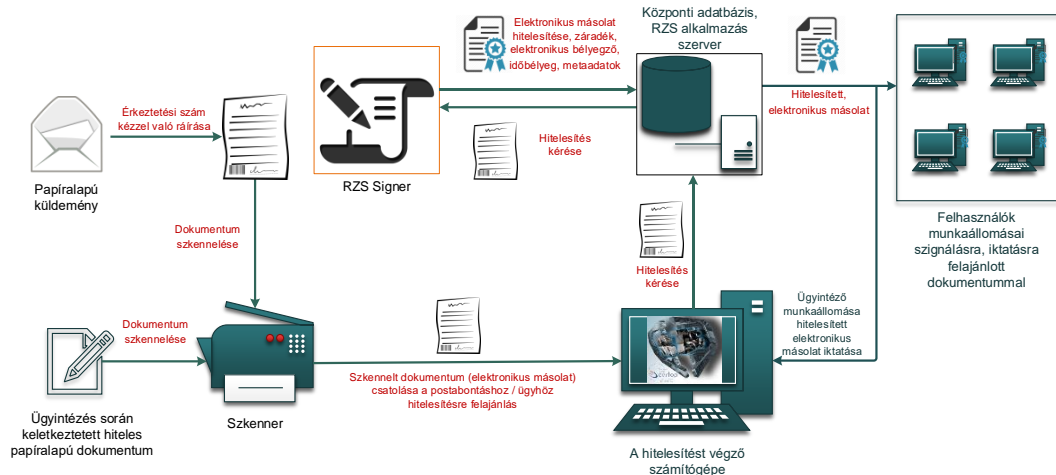 Elektronikus másolat
hitelesítése, záradék,
elektronikus bélyegző,
időbélyeg, metaadatok
Központi adatbázis,
RZS alkalmazás
szerver
Érkeztetési szám
kézzel való ráírása
Hitelesítés
kérése
Hitelesített,
elektronikus másolat
Papíralapú
küldemény
RZS Signer
Felhasználók
munkaállomásai
szignálásra, iktatásra
felajánlott
dokumentummal
Dokumentum
szkennelése
Hitelesítés
kérése
Dokumentum
szkennelése
Ügyintéző
munkaállomása
hitelesített
elektronikus
másolat iktatása
Szkennelt dokumentum (elektronikus másolat)
csatolása a postabontáshoz / ügyhöz
hitelesítésre felajánlás
Ügyintézés során
keletkeztetett hiteles
papíralapú dokumentum
Szkenner
A hitelesítést végző
számítógépe